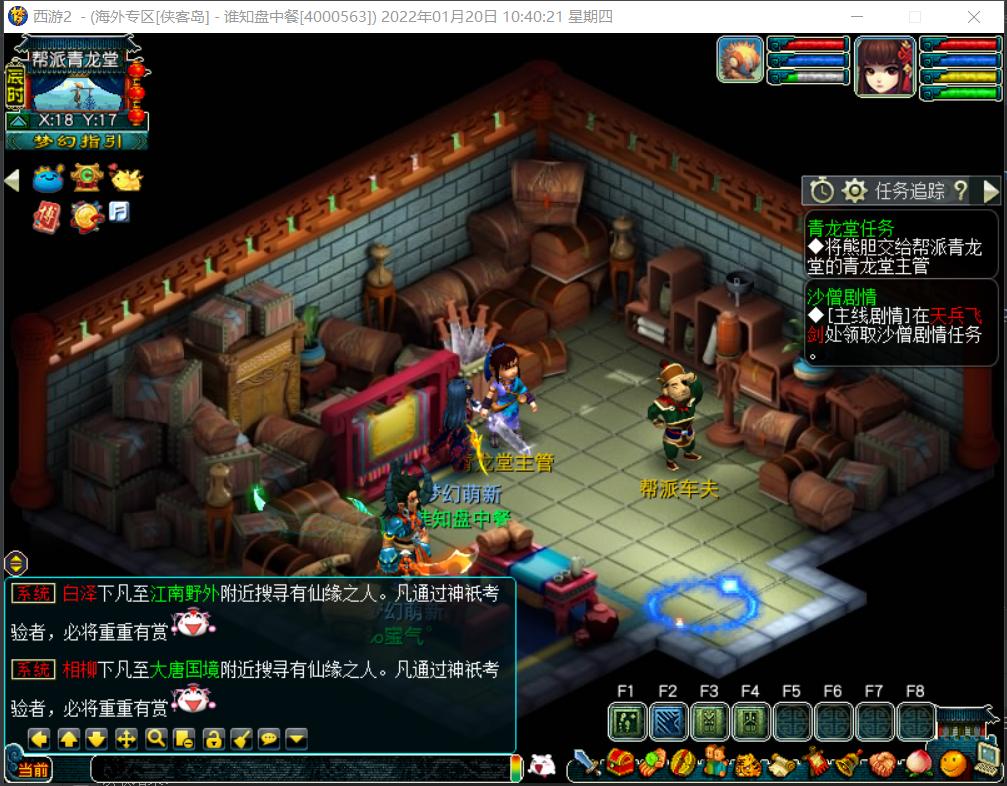 西游2 - (海外专区[侠客岛] - 谁知盘中餐[4000563]) 2022年01月20日 10:40:21 星期四
帮派青龙堂
辰时
X:18 Y:17
梦幻指引
博
任务追踪 ?
青龙堂任务
◆将熊胆交给帮派青龙
堂的青龙堂主管
沙僧剧情
◆[主线剧情]在天兵飞
剑处领取沙僧剧情任务
。
青龙堂主管
帮派车夫
梦幻萌新
谁知盘中餐
梦幻萌新
系统 白泽下凡至江南野外附近搜寻有仙缘之人。凡通过神祇考
验者，必将重重有赏
系统 相柳下凡至大唐国境附近搜寻有仙缘之人。凡通过神祇考
验者，必将重重有赏
F1 F2 F3 F4 F5 F6 F7 F8
当前